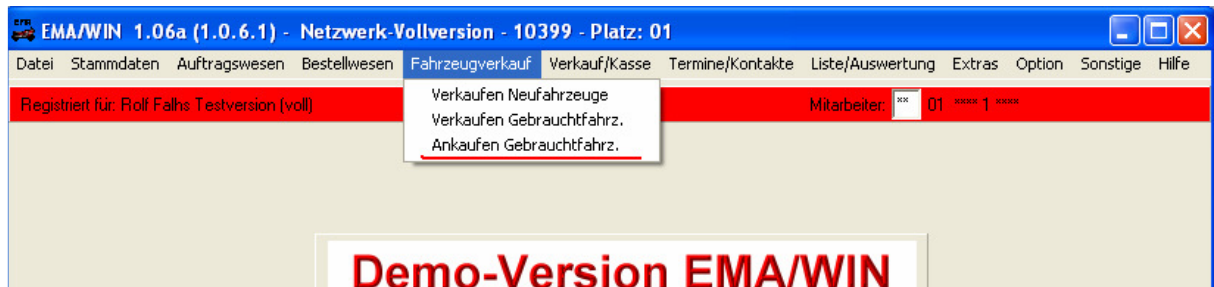 EMA/WIN 1.06a (1.0.6.1) - Netzwerk-Vollversion - 10399 - Platz: 01
Datei Stammdaten Auftragswesen Bestellwesen Fahrzeugverkauf Verkauf/Kasse Termine/Kontakte Liste/Auswertung Extras Option Sonstige Hilfe
Registriert für: Rolf Falhs Testversion (voll) Mitarbeiter: ** 01 **** 1 ****
Verkaufen Neufahrzeuge
Verkaufen Gebrauchtfahrz.
Ankaufen Gebrauchtfahrz.
Demo-Version EMA/WIN